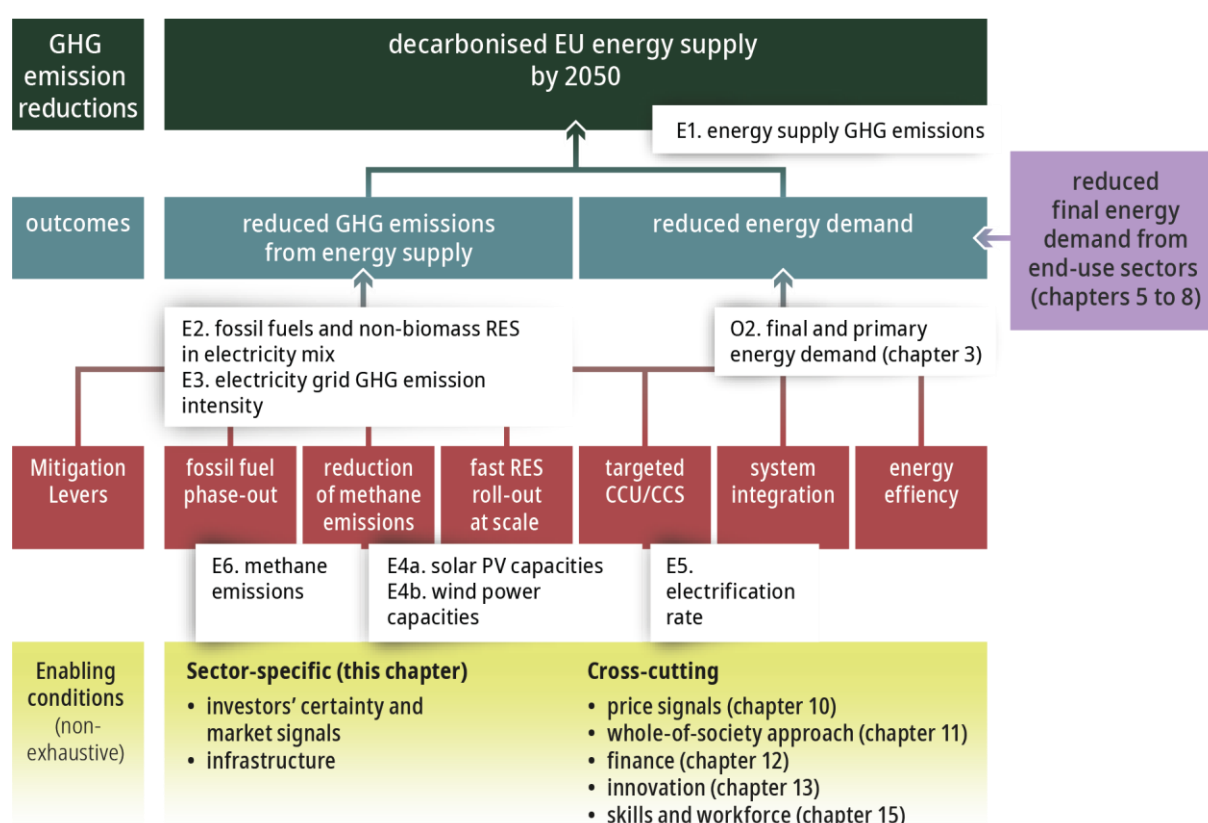 GHG
emission
reductions
decarbonised EU energy supply
by 2050
E1. energy supply GHG emissions
outcomes
reduced GHG emissions
from energy supply
reduced energy demand
reduced
final energy
demand from
end-use sectors
(chapters 5 to 8)
E2. fossil fuels and non-biomass RES
in electricity mix
E3. electricity grid GHG emission
intensity
O2. final and primary
energy demand (chapter 3)
Mitigation
Levers
fossil fuel
phase-out
reduction
of methane
emissions
fast RES
roll-out
at scale
targeted
CCU/CCS
system
integration
energy
effiency
E6. methane
emissions
E4a. solar PV capacities
E4b. wind power
capacities
E5.
electrification
rate
Enabling
conditions
(non-
exhaustive)
Sector-specific (this chapter)
• investors’ certainty and
market signals
• infrastructure
Cross-cutting
• price signals (chapter 10)
• whole-of-society approach (chapter 11)
• finance (chapter 12)
• innovation (chapter 13)
• skills and workforce (chapter 15)